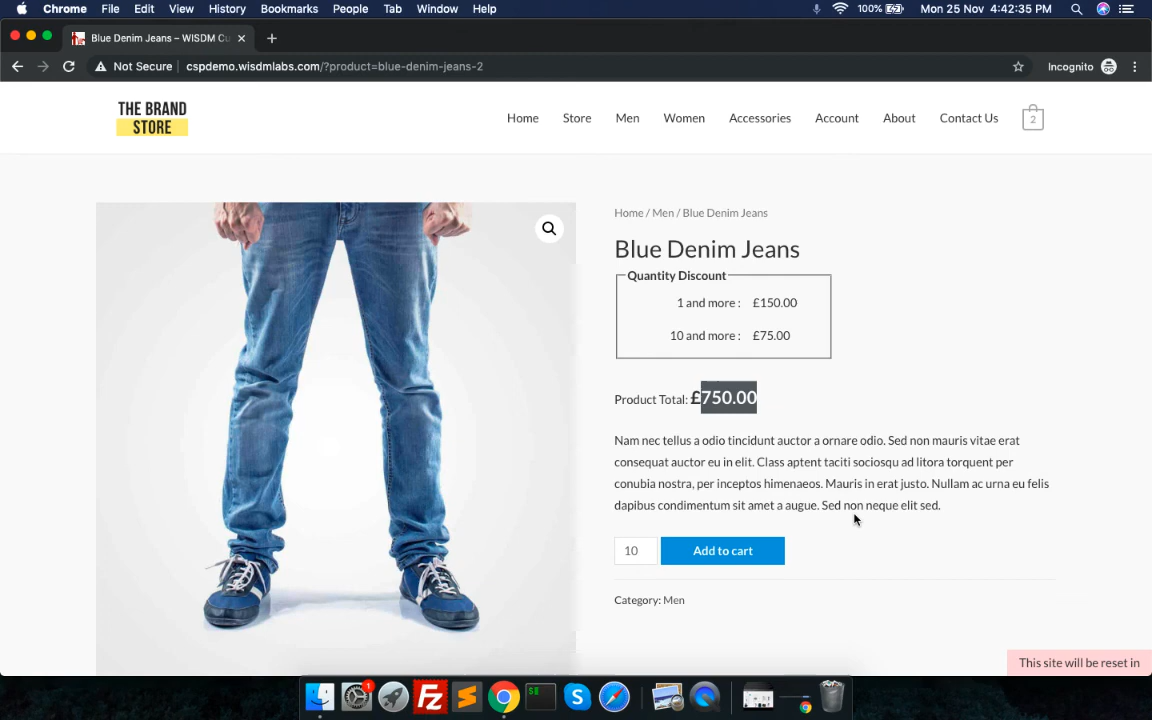 Chrome File Edit View History Bookmarks People Tab Window Help 100% Mon 25 Nov 4:42:35 PM
Blue Denim Jeans – WISDM Cu
Not Secure cspdemo.wisdmlabs.com/?product=blue-denim-jeans-2 Incognito
THE BRAND
STORE
Home Store Men Women Accessories Account About Contact Us 2
Home / Men / Blue Denim Jeans
Blue Denim Jeans
Quantity Discount
1 and more : £150.00
10 and more : £75.00
Product Total: £750.00
Nam nec tellus a odio tincidunt auctor a ornare odio. Sed non mauris vitae erat
consequat auctor eu in elit. Class aptent taciti sociosqu ad litora torquent per
conubia nostra, per inceptos himenaeos. Mauris in erat justo. Nullam ac urna eu felis
dapibus condimentum sit amet a augue. Sed non neque elit sed.
10 Add to cart
Category: Men
This site will be reset in
1
Fz
S